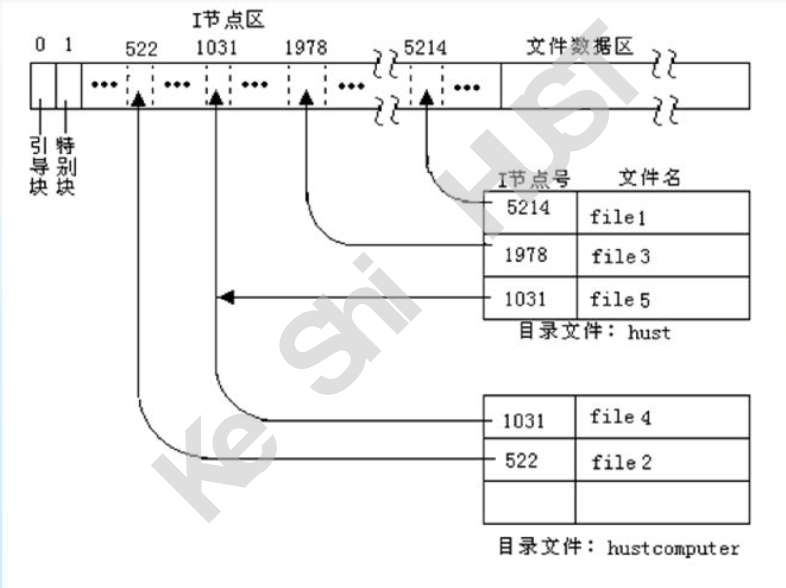 I节点区
0 1 522 1031 1978 5214 文件数据区
••• ••• ••• ••• •••
引导块
特别块
I节点号 文件名
5214 file1
1978 file3
1031 file5
目录文件：hust
1031 file4
522 file2
目录文件：hustcomputer
Ke Shi HUST